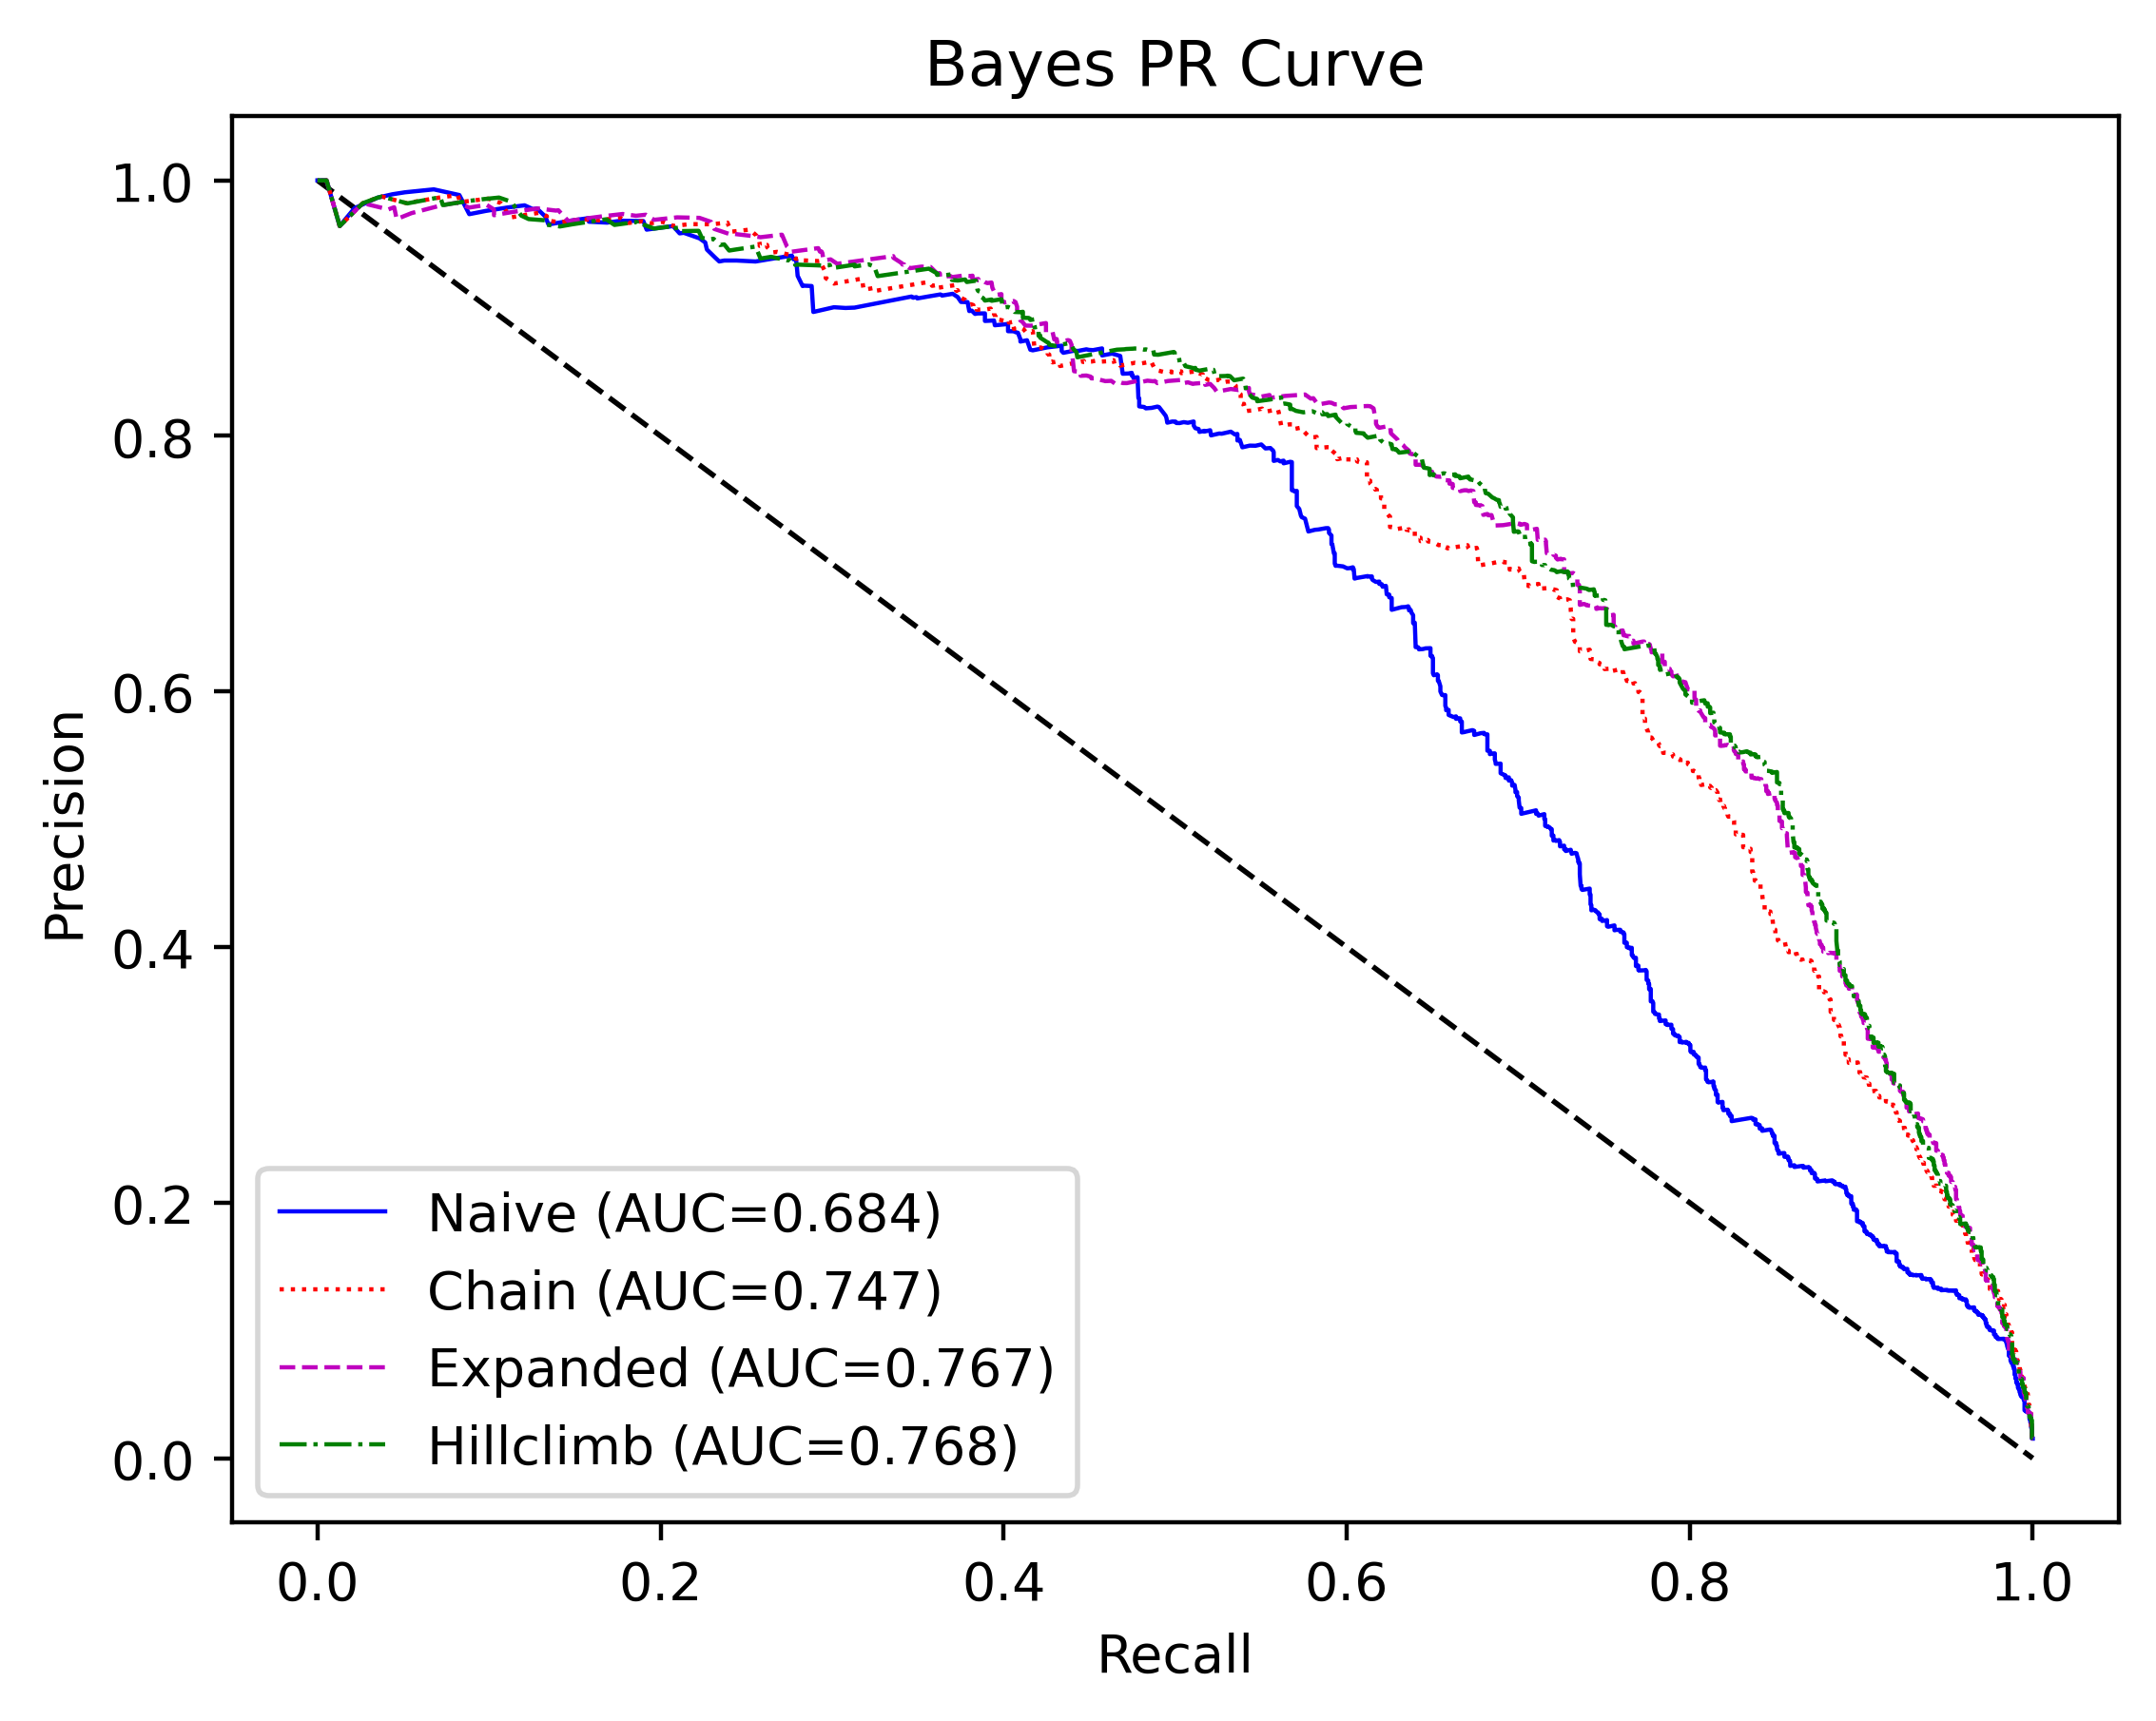 Bayes PR Curve
1.0
0.8
0.6
0.4
0.2
0.0
Precision
Naive (AUC=0.684)
Chain (AUC=0.747)
Expanded (AUC=0.767)
Hillclimb (AUC=0.768)
0.0 0.2 0.4 0.6 0.8 1.0
Recall